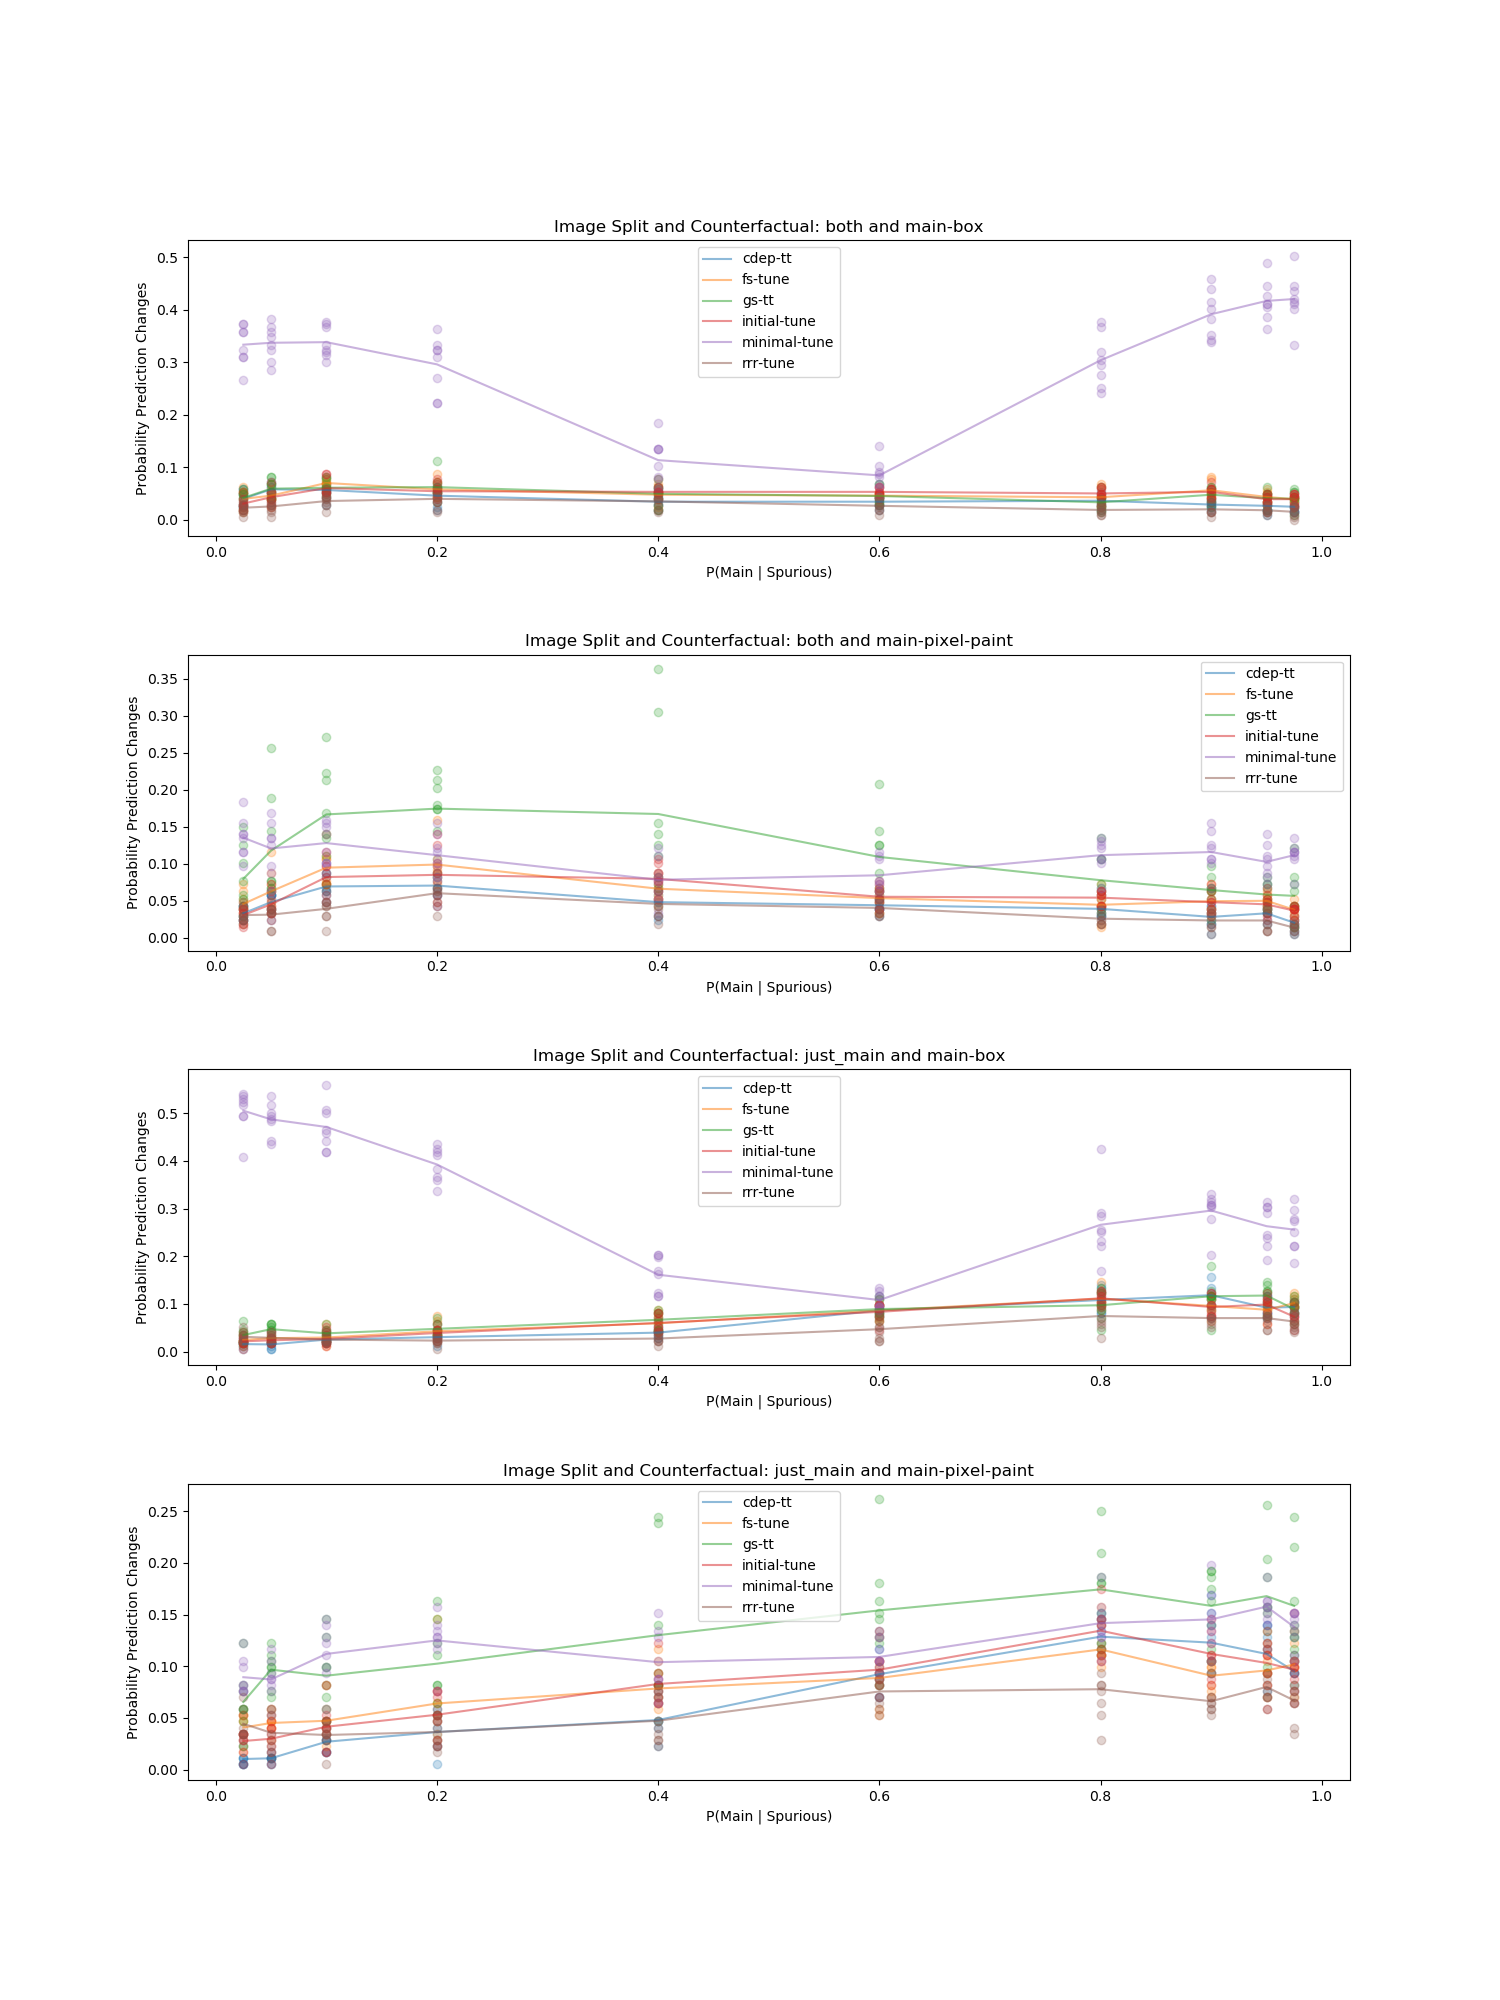 Image Split and Counterfactual: both and main-box
Probability Prediction Changes
0.5
0.4
0.3
0.2
0.1
0.0
cdep-tt
fs-tune
gs-tt
initial-tune
minimal-tune
rrr-tune
0.0 0.2 0.4 0.6 0.8 1.0
P(Main | Spurious)
Image Split and Counterfactual: both and main-pixel-paint
Probability Prediction Changes
0.35
0.30
0.25
0.20
0.15
0.10
0.05
0.00
cdep-tt
fs-tune
gs-tt
initial-tune
minimal-tune
rrr-tune
0.0 0.2 0.4 0.6 0.8 1.0
P(Main | Spurious)
Image Split and Counterfactual: just_main and main-box
Probability Prediction Changes
0.5
0.4
0.3
0.2
0.1
0.0
cdep-tt
fs-tune
gs-tt
initial-tune
minimal-tune
rrr-tune
0.0 0.2 0.4 0.6 0.8 1.0
P(Main | Spurious)
Image Split and Counterfactual: just_main and main-pixel-paint
Probability Prediction Changes
0.25
0.20
0.15
0.10
0.05
0.00
cdep-tt
fs-tune
gs-tt
initial-tune
minimal-tune
rrr-tune
0.0 0.2 0.4 0.6 0.8 1.0
P(Main | Spurious)